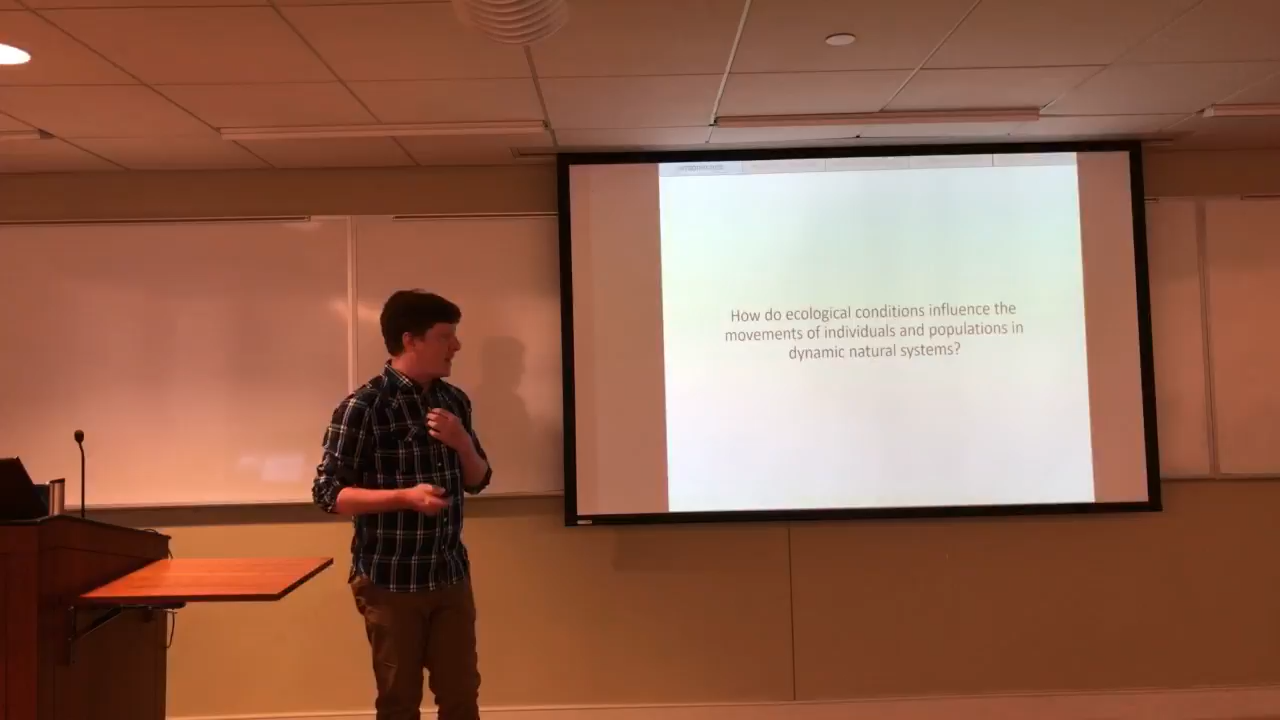 How do ecological conditions influence the
movements of individuals and populations in
dynamic natural systems?